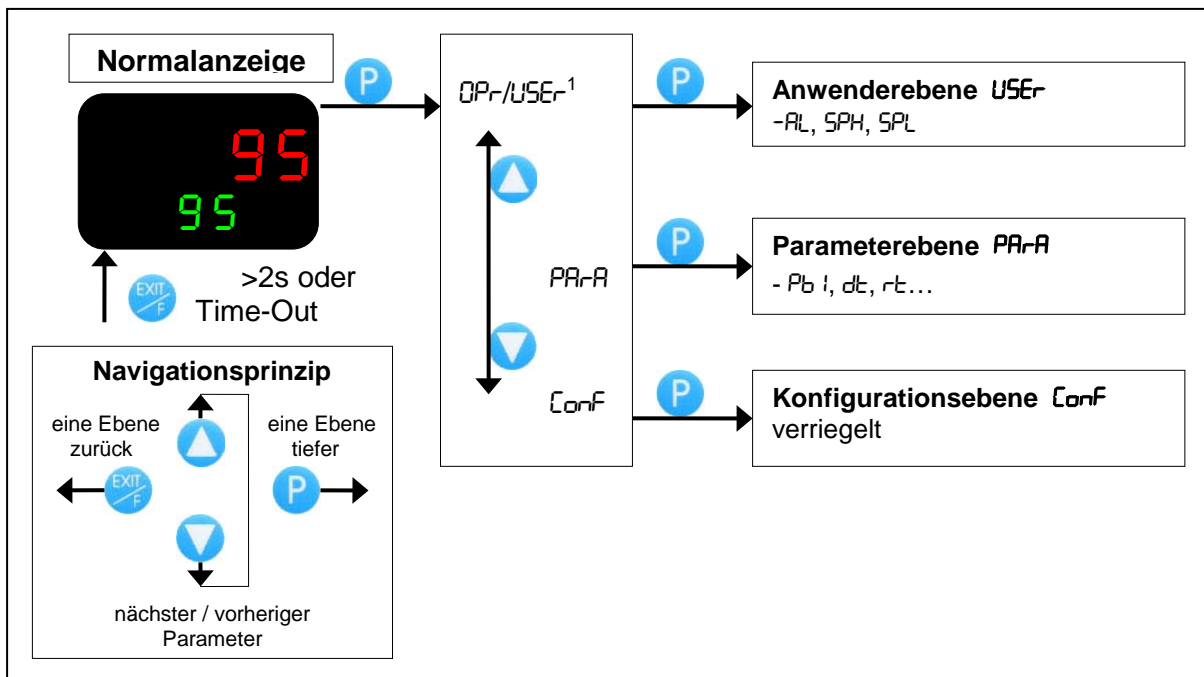 Normalanzeige
95
95
P
EXIT/F
>2s oder
Time-Out
Navigationsprinzip
eine Ebene
zurück
eine Ebene
tiefer
EXIT/F
P
nächster / vorheriger
Parameter
OPr/USEr¹
PArA
ConF
P
Anwenderebene USEr
-AL, SPH, SPL
P
Parameterebene PArA
- Pb1, dt, rt...
P
Konfigurationsebene ConF
verriegelt